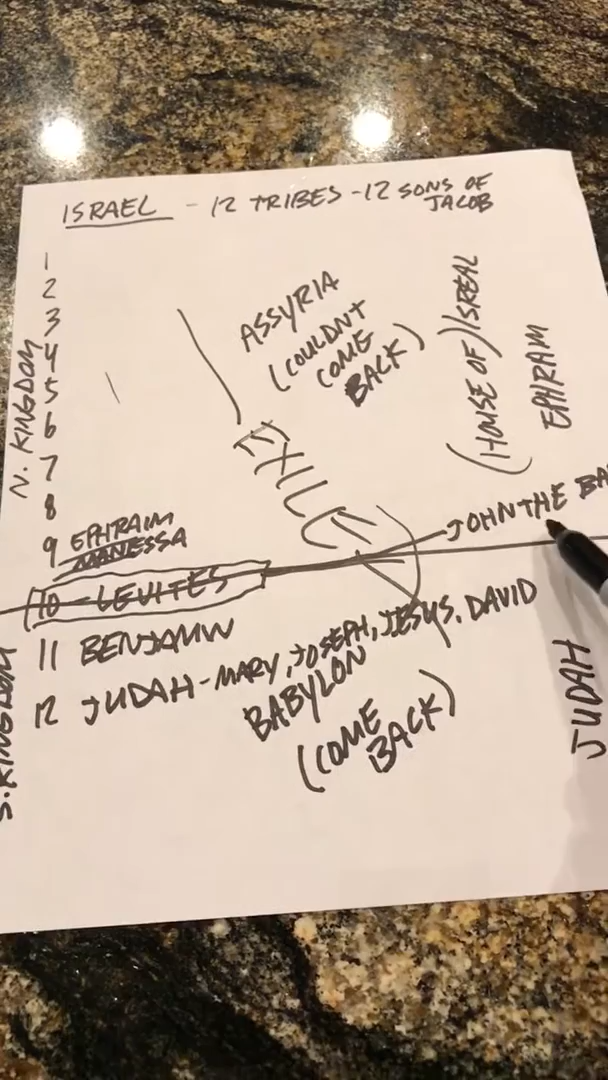 ISRAEL - 12 TRIBES - 12 SONS OF
JACOB
1
2
3
4
5
6
7
8
9 EPHRAIM
MANESSA
10 - LEVITES
11 BENJAMIN
12 JUDAH - MARY, JOSEPH, JESUS, DAVID
N. KINGDOM
S. KINGDOM
ASSYRIA
(COULDNT
COME
BACK)
EXILE
(HOUSE OF) ISREAL
EPHRAM
JOHN THE BA
BABYLON
(COME
BACK)
JUDAH